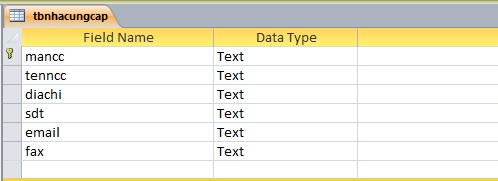 tbnhacungcap
Field Name Data Type
mancc Text
tenncc Text
diachi Text
sdt Text
email Text
fax Text